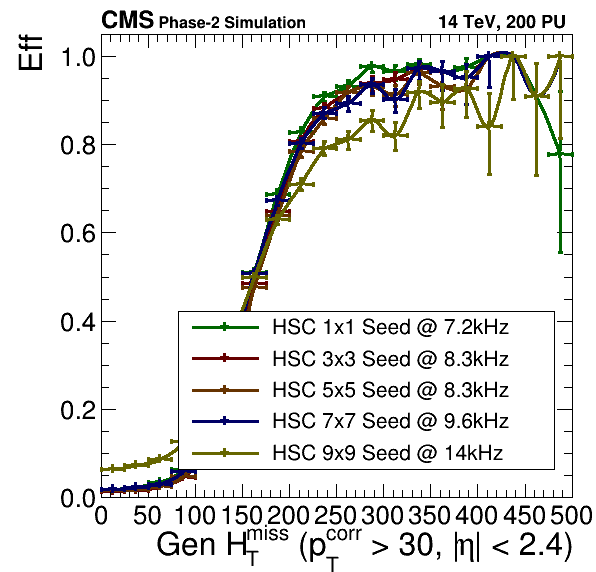 CMS Phase-2 Simulation 14 TeV, 200 PU
Eff
1.0
0.8
0.6
0.4
0.2
0.0
HSC 1x1 Seed @ 7.2kHz
HSC 3x3 Seed @ 8.3kHz
HSC 5x5 Seed @ 8.3kHz
HSC 7x7 Seed @ 9.6kHz
HSC 9x9 Seed @ 14kHz
0 50 100 150 200 250 300 350 400 450 500
Gen H_T^miss (p_T^corr > 30, |η| < 2.4)